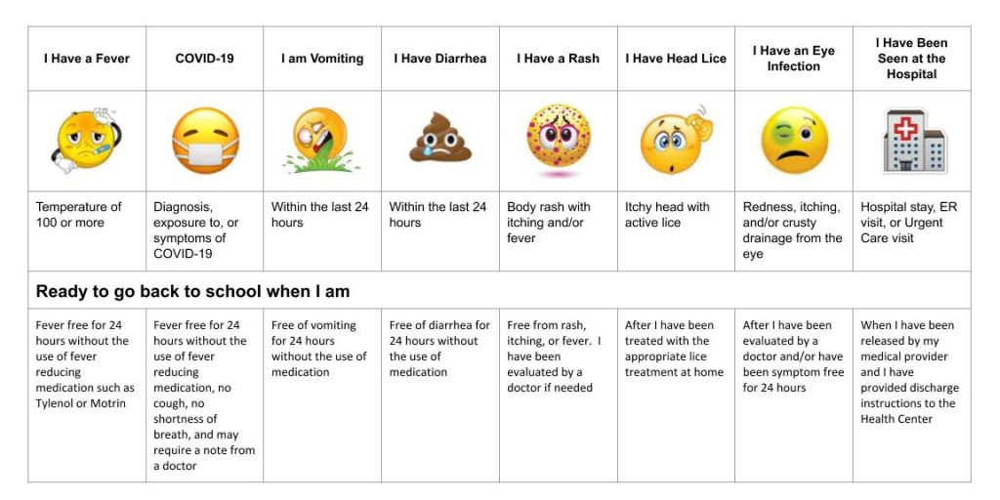 I Have a Fever
COVID-19
I am Vomiting
I Have Diarrhea
I Have a Rash
I Have Head Lice
I Have an Eye
Infection
I Have Been
Seen at the
Hospital
Temperature of
100 or more
Diagnosis,
exposure to, or
symptoms of
COVID-19
Within the last 24
hours
Within the last 24
hours
Body rash with
itching and/or
fever
Itchy head with
active lice
Redness, itching,
and/or crusty
drainage from the
eye
Hospital stay, ER
visit, or Urgent
Care visit
Ready to go back to school when I am
Fever free for 24
hours without the
use of fever
reducing
medication such as
Tylenol or Motrin
Fever free for 24
hours without the
use of fever
reducing
medication, no
cough, no
shortness of
breath, and may
require a note from
a doctor
Free of vomiting
for 24 hours
without the use of
medication
Free of diarrhea for
24 hours without
the use of
medication
Free from rash,
itching, or fever.  I
have been
evaluated by a
doctor if needed
After I have been
treated with the
appropriate lice
treatment at home
After I have been
evaluated by a
doctor and/or have
been symptom free
for 24 hours
When I have been
released by my
medical provider
and I have
provided discharge
instructions to the
Health Center